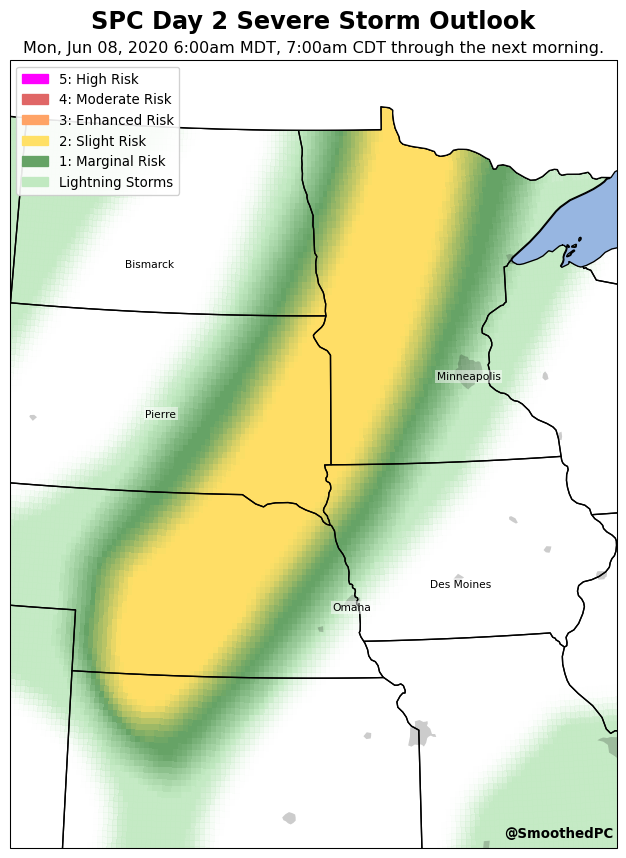 SPC Day 2 Severe Storm Outlook
Mon, Jun 08, 2020 6:00am MDT, 7:00am CDT through the next morning.
5: High Risk
4: Moderate Risk
3: Enhanced Risk
2: Slight Risk
1: Marginal Risk
Lightning Storms
Bismarck
Minneapolis
Pierre
Des Moines
Omaha
@SmoothedPC